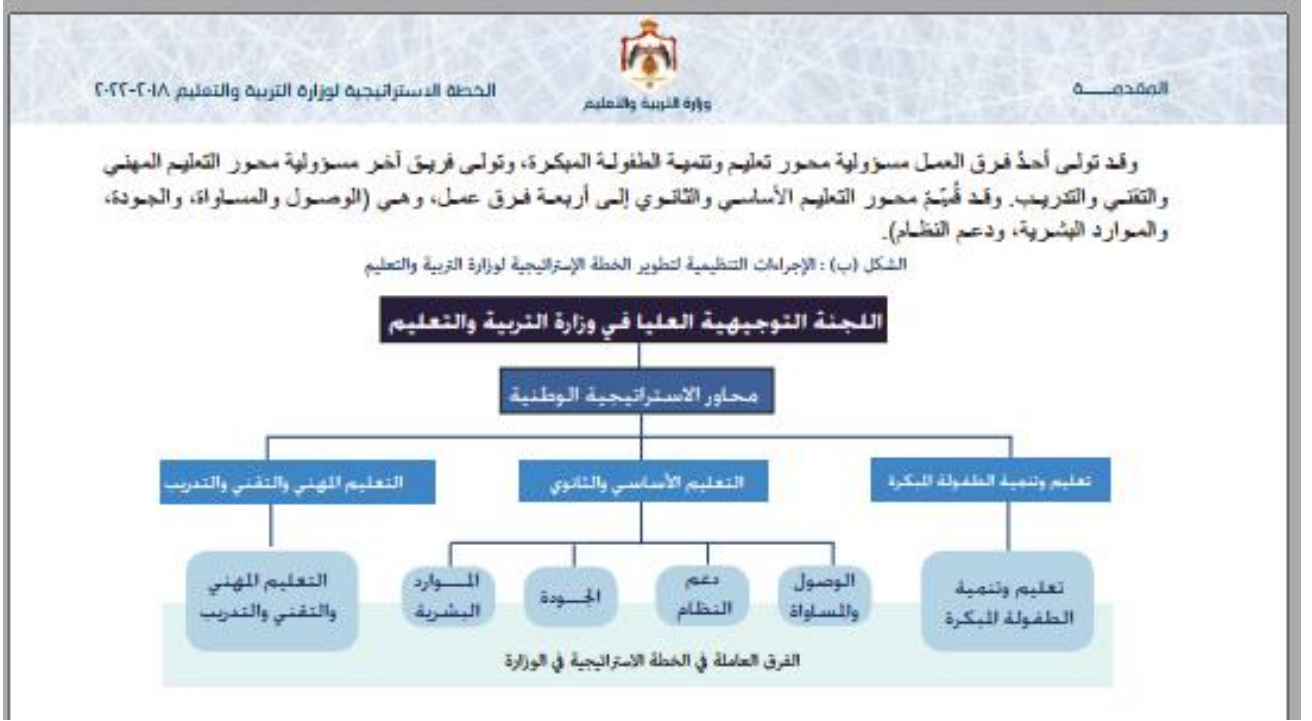 المقدمـــــة
وزارة التربية والتعليم
الخطة الاستراتيجية لوزارة التربية والتعليم ٢٠١٨-٢٠٢٢
وقد تولى أحدُ فرق العمل مسؤولية محور تعليم وتنمية الطفولة المبكرة، وتولى فريق آخر مسؤولية محور التعليم المهني
والتقني والتدريب. وقد قُسِّمَ محور التعليم الأساسي والثانوي إلى أربعة فرق عمل، وهي (الوصول والمساواة، والجودة،
والموارد البشرية، ودعم النظام).
الشكل (ب) : الإجراءات التنظيمية لتطوير الخطة الإستراتيجية لوزارة التربية والتعليم
اللجنة التوجيهية العليا في وزارة التربية والتعليم
محاور الاستراتيجية الوطنية
تعليم وتنمية الطفولة المبكرة
التعليم الأساسي والثانوي
التعليم المهني والتقني والتدريب
تعليم وتنمية
الطفولة المبكرة
الوصول
والمساواة
دعم
النظام
الجـــودة
المـــوارد
البشرية
التعليم المهني
والتقني والتدريب
الفرق العاملة في الخطة الاستراتيجية في الوزارة